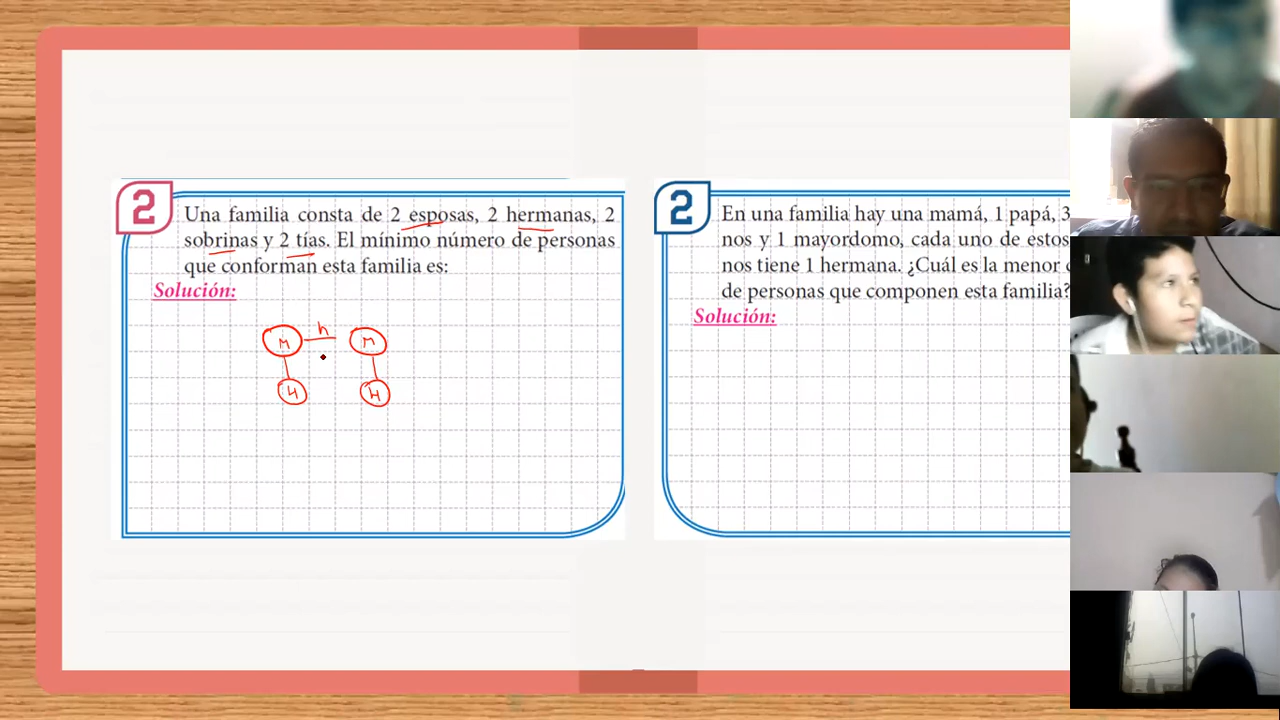 2
Una familia consta de 2 esposas, 2 hermanas, 2
sobrinas y 2 tías. El mínimo número de personas
que conforman esta familia es:
Solución:
h
M
M
H
H
2
En una familia hay una mamá, 1 papá, 3
nos y 1 mayordomo, cada uno de estos
nos tiene 1 hermana. ¿Cuál es la menor
de personas que componen esta familia?
Solución: